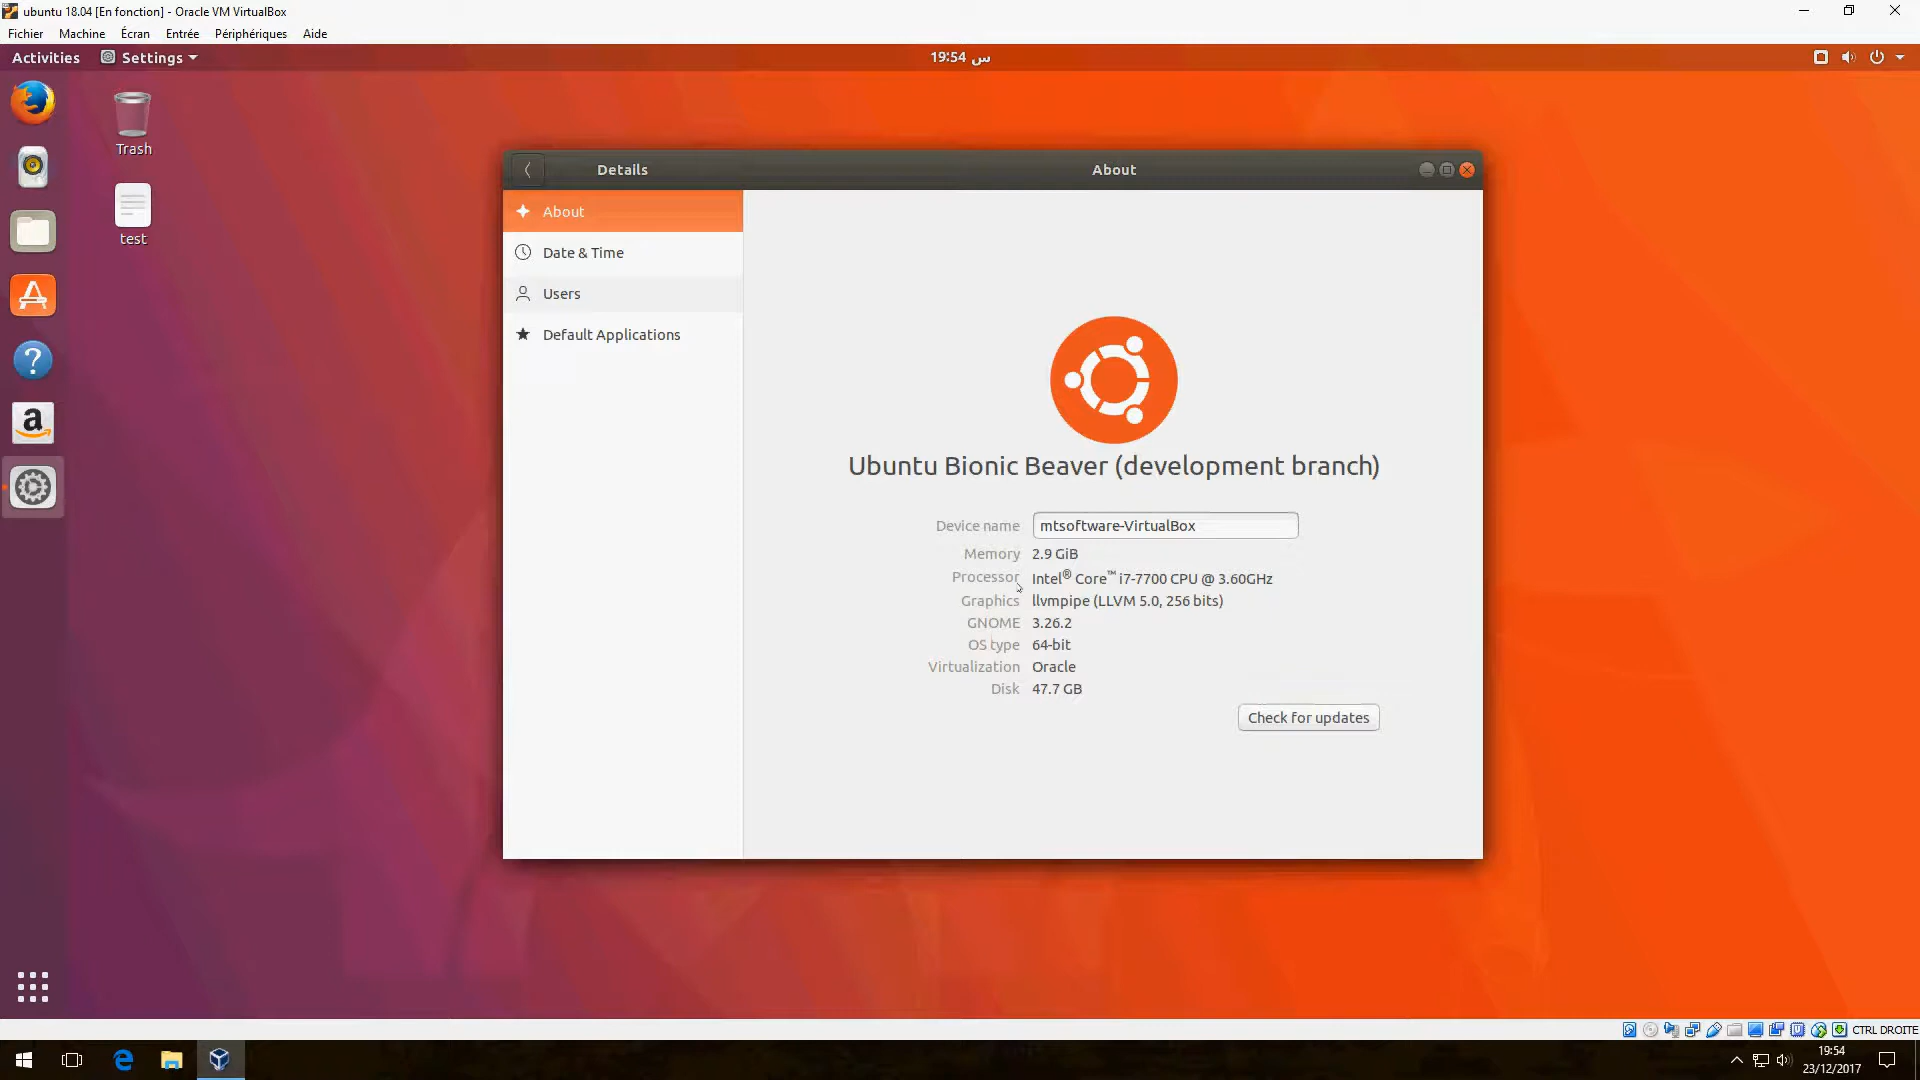 ubuntu 18.04 [En fonction] - Oracle VM VirtualBox
Fichier Machine Écran Entrée Périphériques Aide
Activities Settings 19:54 س
Trash
test
Details About
About
Date & Time
Users
Default Applications
Ubuntu Bionic Beaver (development branch)
Device name mtsoftware-VirtualBox
Memory 2.9 GiB
Processor Intel® Core™ i7-7700 CPU @ 3.60GHz
Graphics llvmpipe (LLVM 5.0, 256 bits)
GNOME 3.26.2
OS type 64-bit
Virtualization Oracle
Disk 47.7 GB
Check for updates
CTRL DROITE
19:54
23/12/2017